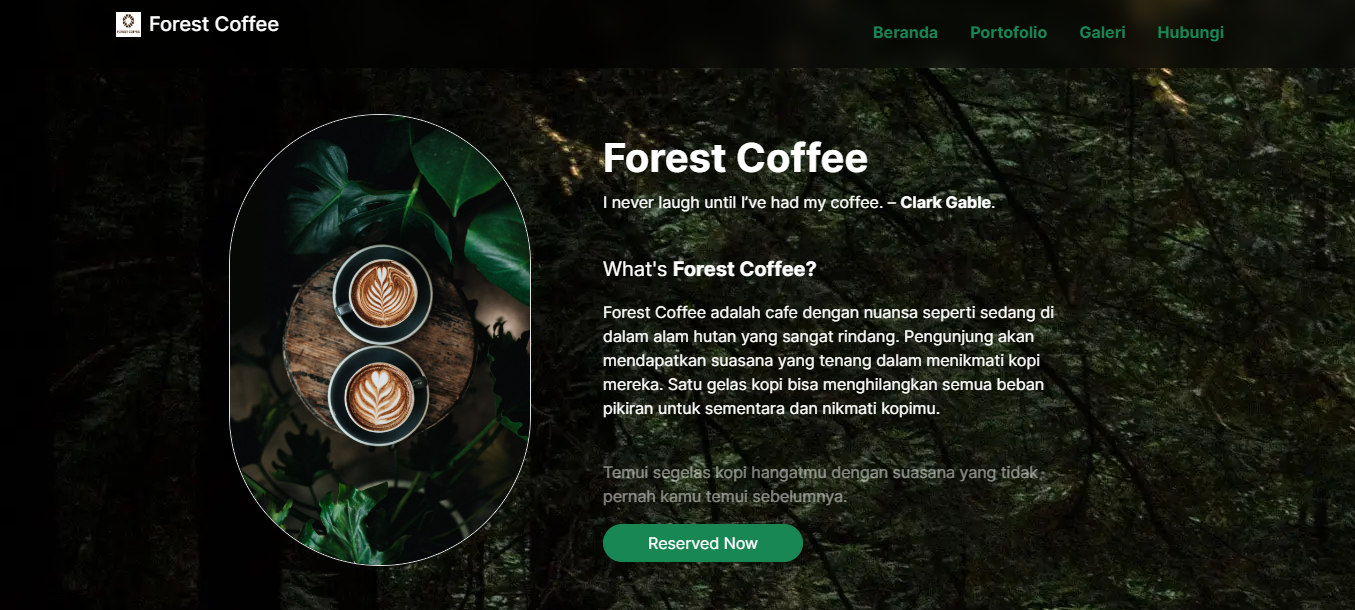 Forest Coffee
Beranda Portofolio Galeri Hubungi
Forest Coffee
I never laugh until I’ve had my coffee. – Clark Gable.
What's Forest Coffee?
Forest Coffee adalah cafe dengan nuansa seperti sedang di
dalam alam hutan yang sangat rindang. Pengunjung akan
mendapatkan suasana yang tenang dalam menikmati kopi
mereka. Satu gelas kopi bisa menghilangkan semua beban
pikiran untuk sementara dan nikmati kopimu.
Temui segelas kopi hangatmu dengan suasana yang tidak
pernah kamu temui sebelumnya.
Reserved Now